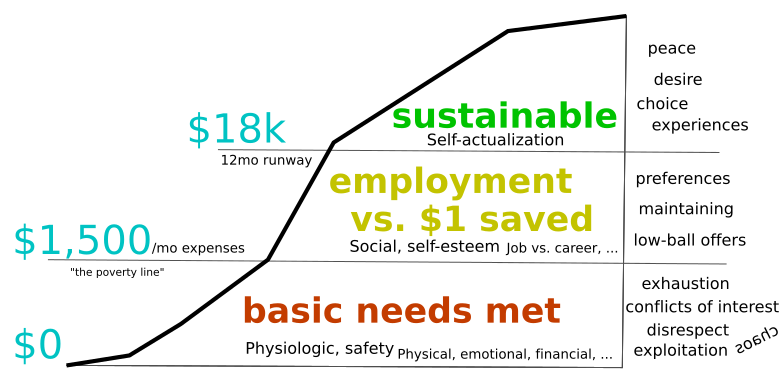 peace
desire
choice
experiences
sustainable
Self-actualization
$18k
12mo runway
employment
vs. $1 saved
Social, self-esteem Job vs. career, ...
preferences
maintaining
low-ball offers
$1,500/mo expenses
"the poverty line"
basic needs met
Physiologic, safety Physical, emotional, financial, ...
exhaustion
conflicts of interest
disrespect
exploitation
chaos
$0